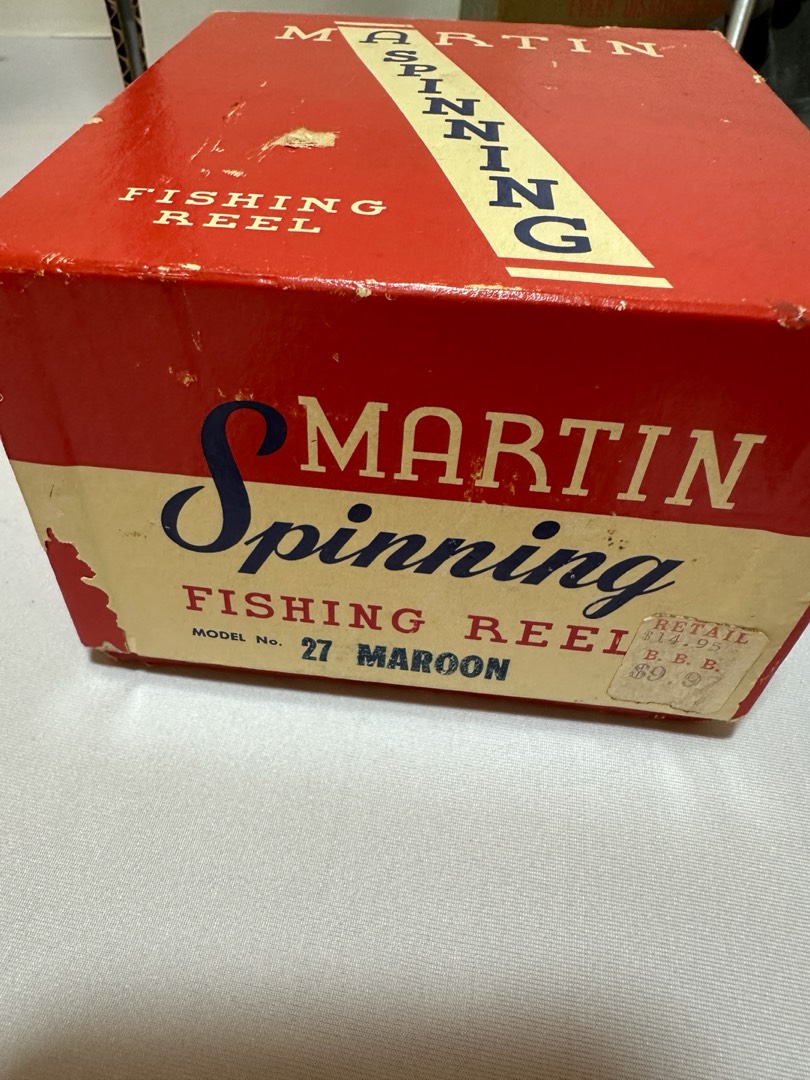 MARTIN
SPINNING
FISHING
REEL
MARTIN
Spinning
FISHING REEL
MODEL No. 27 MAROON
RETAIL
$14.95
B.B.B.